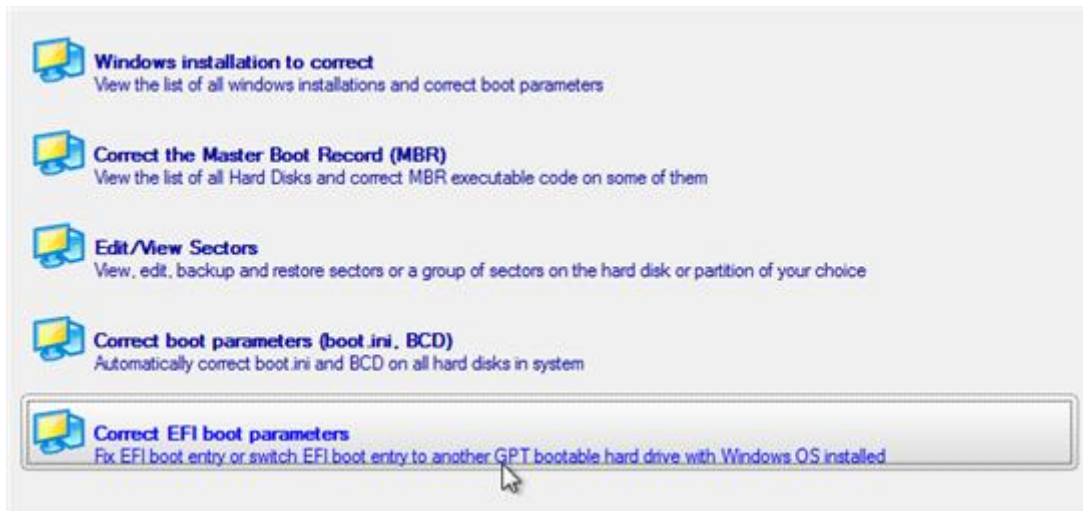 Windows installation to correct
View the list of all windows installations and correct boot parameters
Correct the Master Boot Record (MBR)
View the list of all Hard Disks and correct MBR executable code on some of them
Edit/View Sectors
View, edit, backup and restore sectors or a group of sectors on the hard disk or partition of your choice
Correct boot parameters (boot.ini, BCD)
Automatically correct boot.ini and BCD on all hard disks in system
Correct EFI boot parameters
Fix EFI boot entry or switch EFI boot entry to another GPT bootable hard drive with Windows OS installed